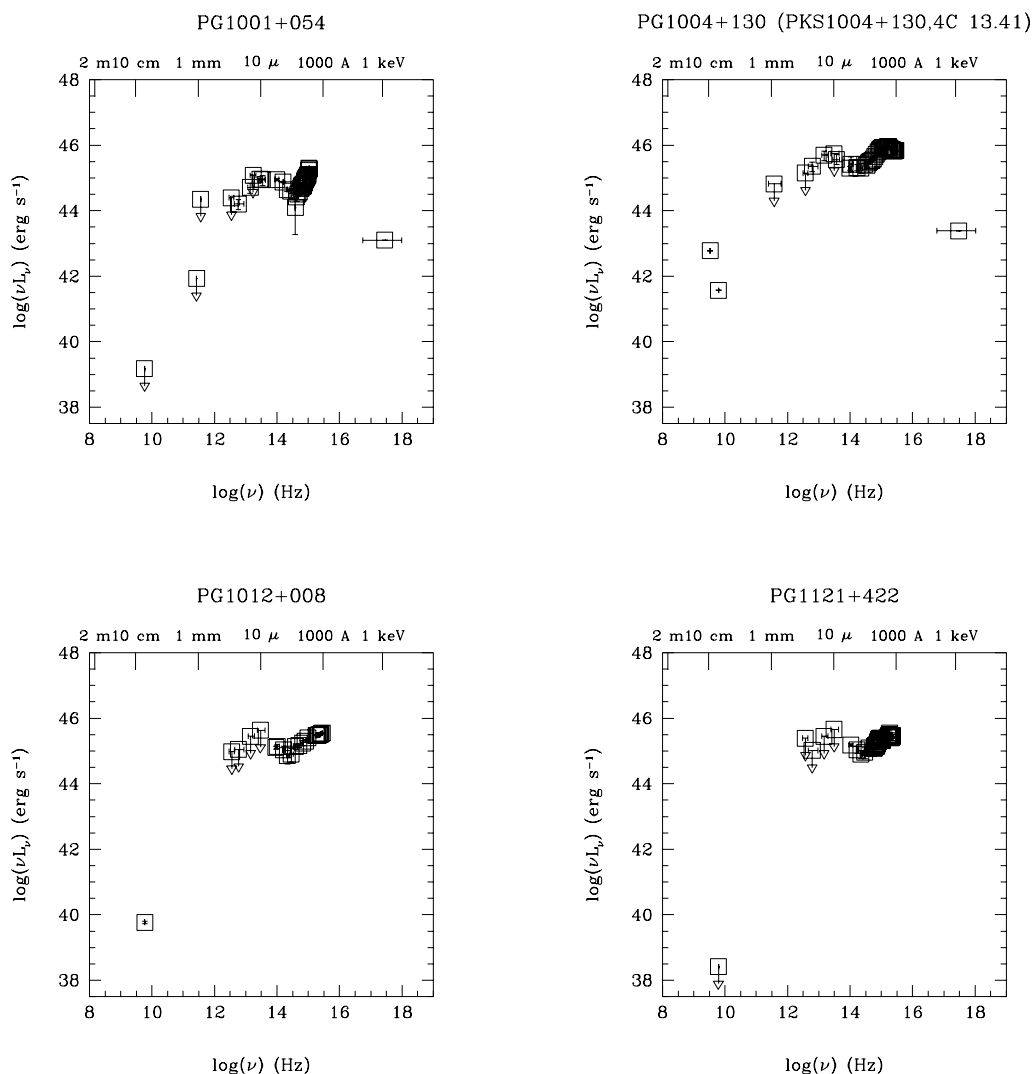 PG1001+054
2 m10 cm 1 mm 10 μ 1000 A 1 keV
48
46
44
42
40
38
log(νLν) (erg s⁻¹)
8 10 12 14 16 18
log(ν) (Hz)
PG1004+130 (PKS1004+130,4C 13.41)
2 m10 cm 1 mm 10 μ 1000 A 1 keV
48
46
44
42
40
38
log(νLν) (erg s⁻¹)
8 10 12 14 16 18
log(ν) (Hz)
PG1012+008
2 m10 cm 1 mm 10 μ 1000 A 1 keV
48
46
44
42
40
38
log(νLν) (erg s⁻¹)
8 10 12 14 16 18
log(ν) (Hz)
PG1121+422
2 m10 cm 1 mm 10 μ 1000 A 1 keV
48
46
44
42
40
38
log(νLν) (erg s⁻¹)
8 10 12 14 16 18
log(ν) (Hz)